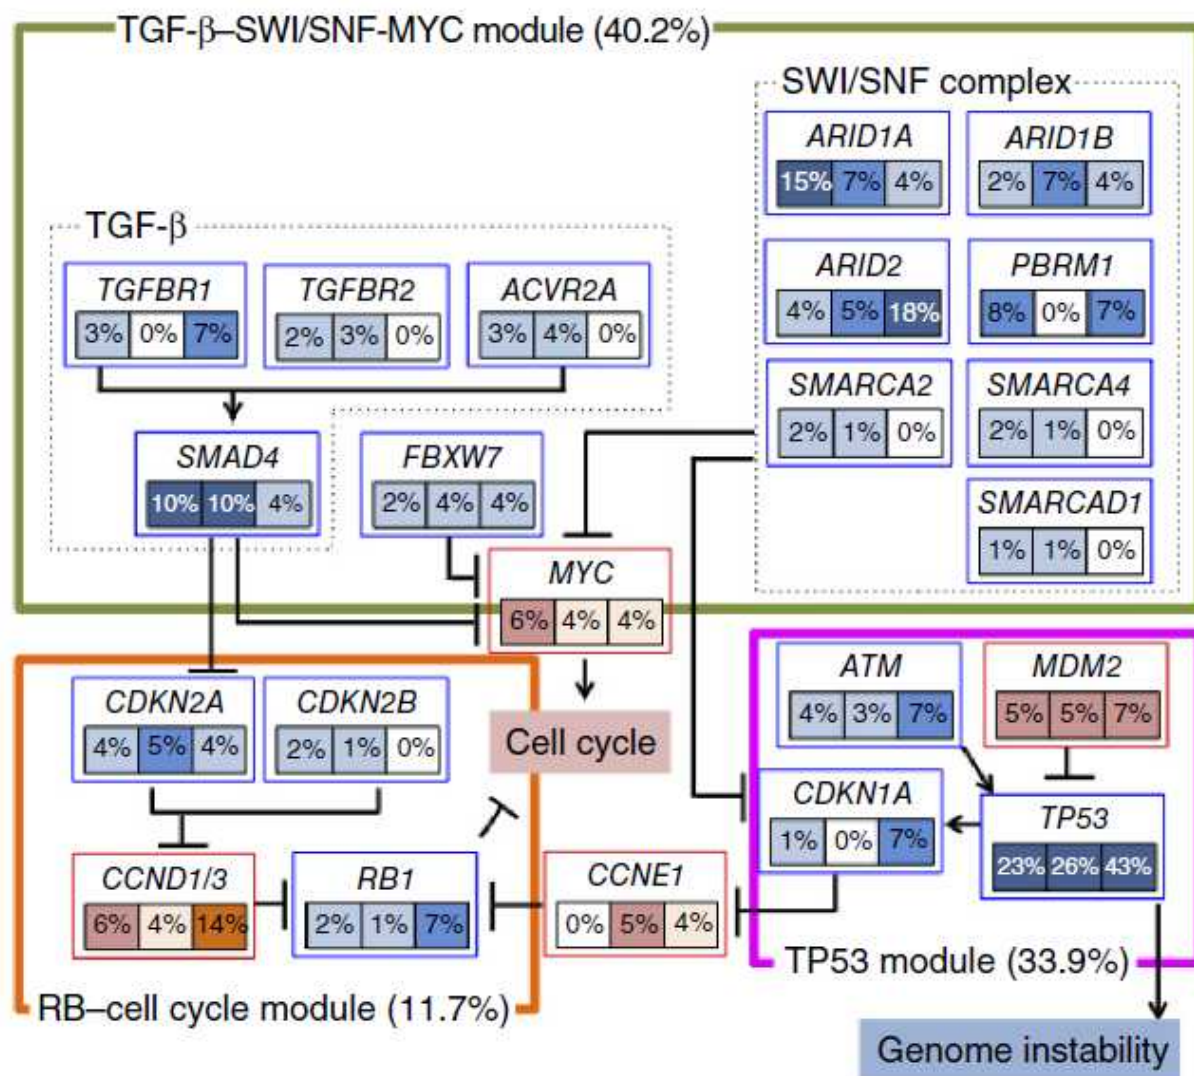 TGF-β–SWI/SNF-MYC module (40.2%)
SWI/SNF complex
ARID1A
15% 7% 4%
ARID1B
2% 7% 4%
ARID2
4% 5% 18%
PBRM1
8% 0% 7%
SMARCA2
2% 1% 0%
SMARCA4
2% 1% 0%
SMARCAD1
1% 1% 0%
TGF-β
TGFBR1
3% 0% 7%
TGFBR2
2% 3% 0%
ACVR2A
3% 4% 0%
SMAD4
10% 10% 4%
FBXW7
2% 4% 4%
MYC
6% 4% 4%
Cell cycle
CDKN2A
4% 5% 4%
CDKN2B
2% 1% 0%
CCND1/3
6% 4% 14%
RB1
2% 1% 7%
CCNE1
0% 5% 4%
RB–cell cycle module (11.7%)
ATM
4% 3% 7%
MDM2
5% 5% 7%
CDKN1A
1% 0% 7%
TP53
23% 26% 43%
TP53 module (33.9%)
Genome instability